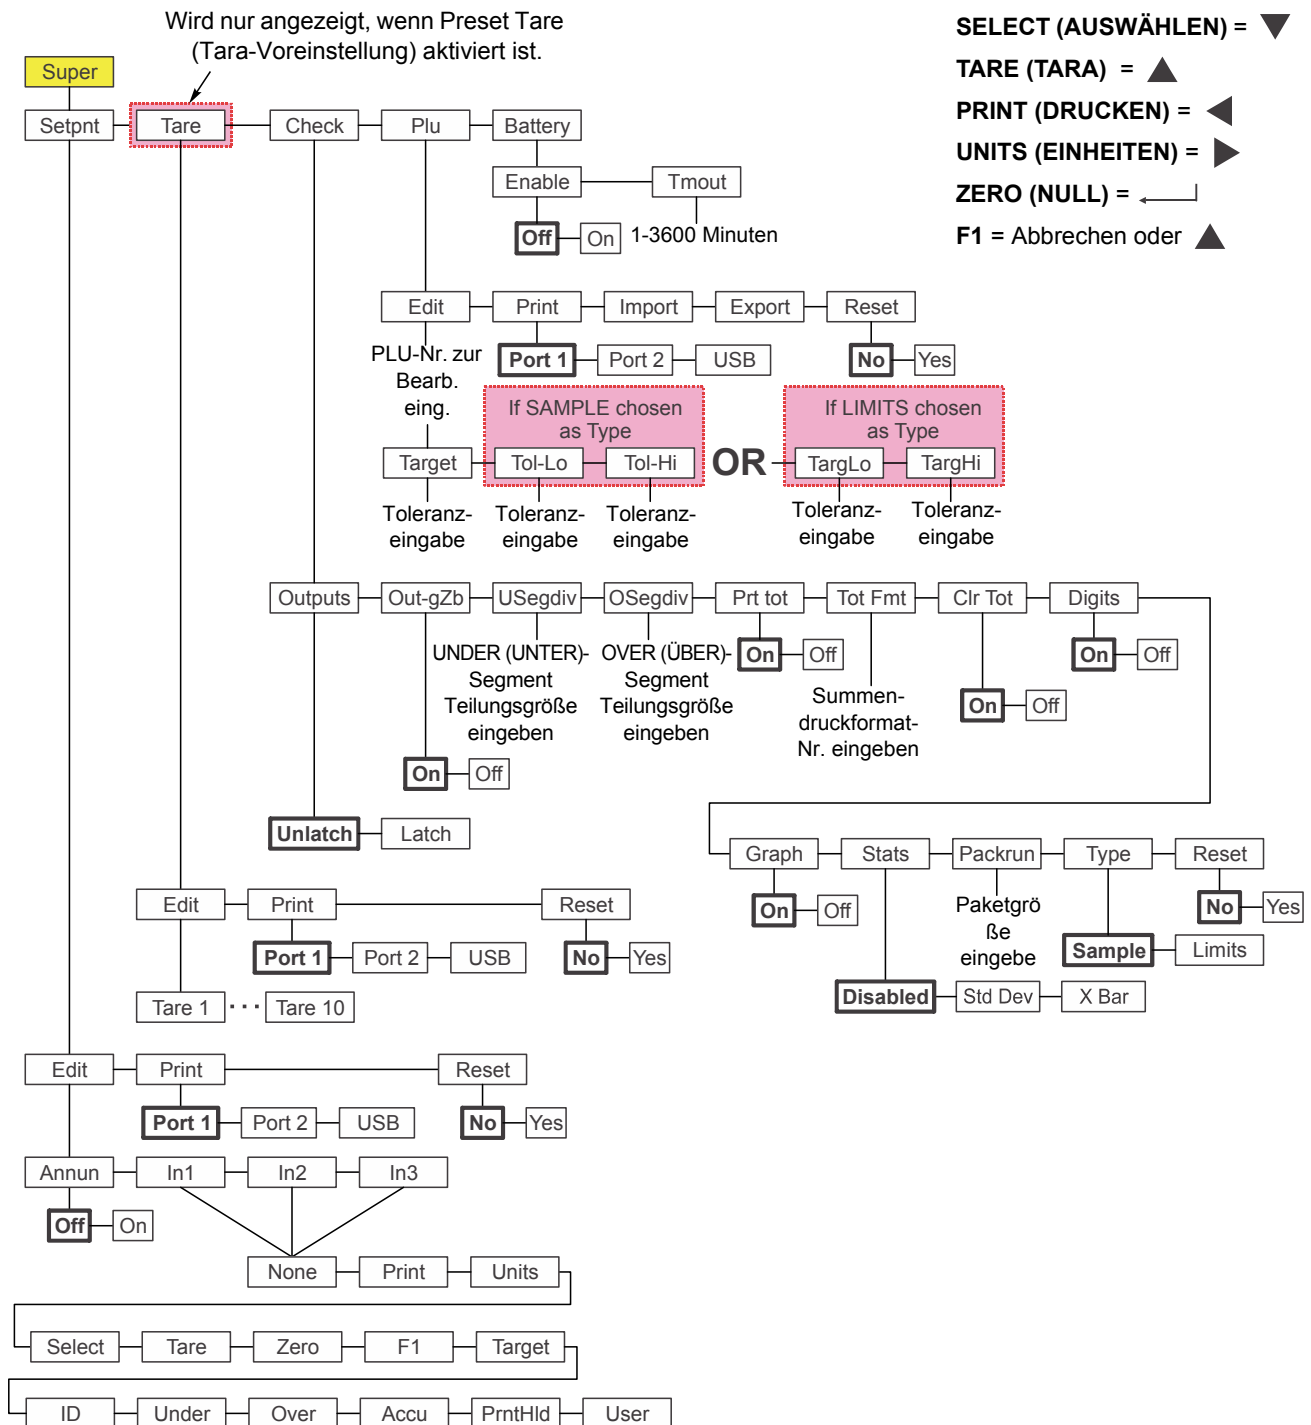 Wird nur angezeigt, wenn Preset Tare
(Tara-Voreinstellung) aktiviert ist.
SELECT (AUSWÄHLEN) =
TARE (TARA) =
PRINT (DRUCKEN) =
UNITS (EINHEITEN) =
ZERO (NULL) =
F1 = Abbrechen oder
Super
Setpnt Tare Check Plu Battery
Enable Tmout
Off On 1-3600 Minuten
Edit Print Import Export Reset
PLU-Nr. zur
Bearb.
eing.
Port 1 Port 2 USB No Yes
If SAMPLE chosen
as Type
If LIMITS chosen
as Type
Target Tol-Lo Tol-Hi OR TargLo TargHi
Toleranz-
eingabe
Toleranz-
eingabe
Toleranz-
eingabe
Toleranz-
eingabe
Toleranz-
eingabe
Outputs Out-gZb USegdiv OSegdiv Prt tot Tot Fmt Clr Tot Digits
UNDER (UNTER)-
Segment
Teilungsgröße
eingeben
OVER (ÜBER)-
Segment
Teilungsgröße
eingeben
On Off
Summen-
druckformat-
Nr. eingeben
On Off
On Off
On Off
Unlatch Latch
Graph Stats Packrun Type Reset
On Off
Paketgrö
ße
eingebe
No Yes
Sample Limits
Disabled Std Dev X Bar
Edit Print Reset
Port 1 Port 2 USB No Yes
Tare 1 ··· Tare 10
Edit Print Reset
Port 1 Port 2 USB No Yes
Annun In1 In2 In3
Off On
None Print Units
Select Tare Zero F1 Target
ID Under Over Accu PrntHld User